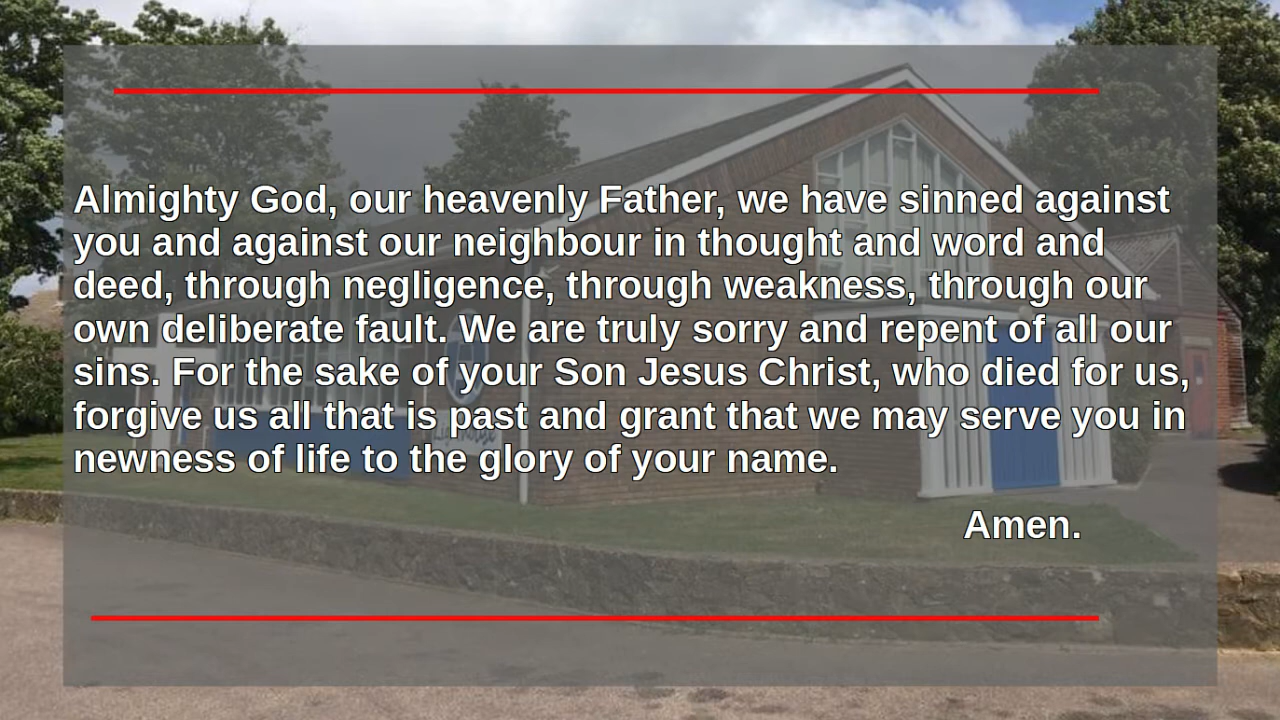 Almighty God, our heavenly Father, we have sinned against
you and against our neighbour in thought and word and
deed, through negligence, through weakness, through our
own deliberate fault. We are truly sorry and repent of all our
sins. For the sake of your Son Jesus Christ, who died for us,
forgive us all that is past and grant that we may serve you in
newness of life to the glory of your name.
Amen.